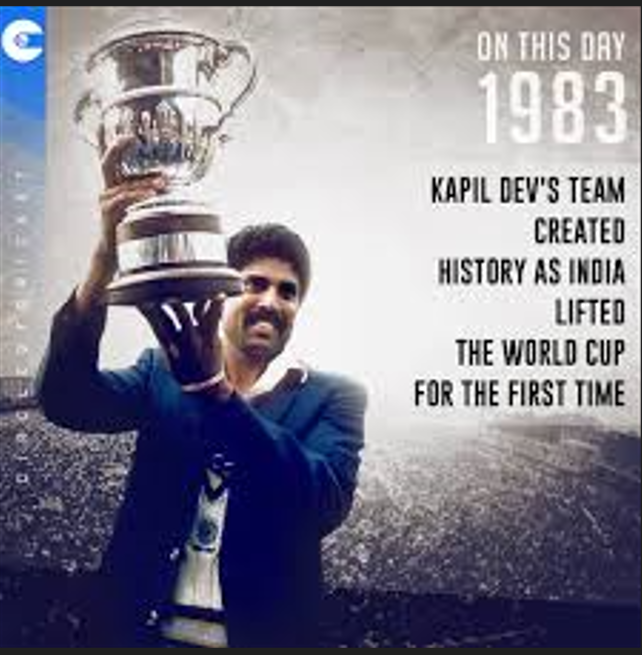 ON THIS DAY
1983
KAPIL DEV'S TEAM
CREATED
HISTORY AS INDIA
LIFTED
THE WORLD CUP
FOR THE FIRST TIME